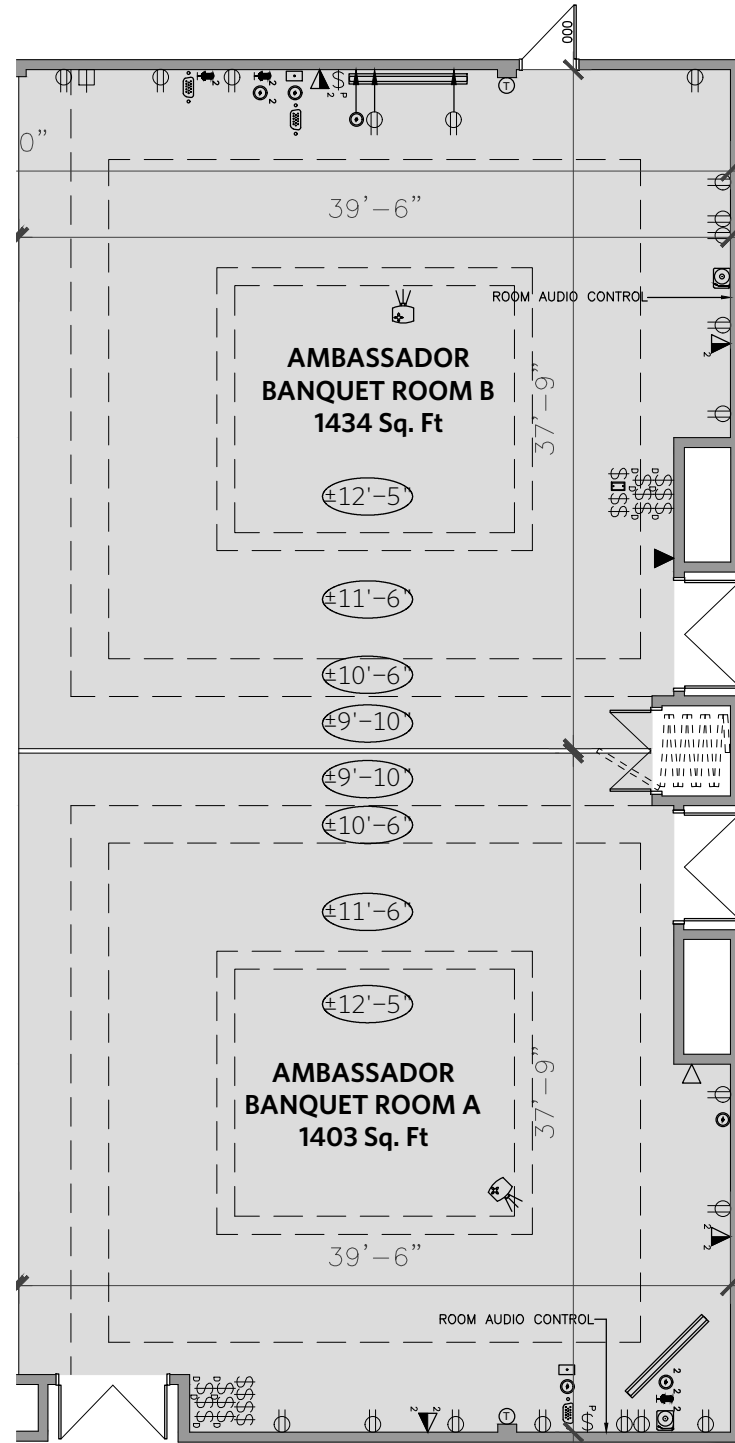 000
0”
39’-6”
ROOM AUDIO CONTROL
AMBASSADOR
BANQUET ROOM B
1434 Sq. Ft
37’-9”
±12'-5"
±11'-6"
±10'-6"
±9'-10"
±9'-10"
±10'-6"
±11'-6"
±12'-5"
AMBASSADOR
BANQUET ROOM A
1403 Sq. Ft
37’-9”
39’-6”
ROOM AUDIO CONTROL